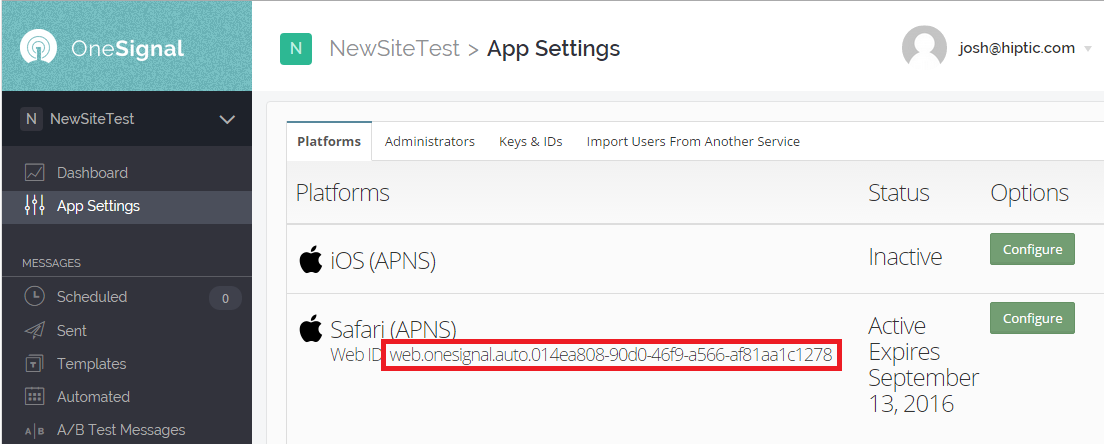 OneSignal
N NewSiteTest > App Settings
josh@hiptic.com
N NewSiteTest
Dashboard
App Settings
MESSAGES
Scheduled 0
Sent
Templates
Automated
A|B A/B Test Messages
Platforms Administrators Keys & IDs Import Users From Another Service
Platforms Status Options
iOS (APNS) Inactive Configure
Safari (APNS) Active Configure
Web ID web.onesignal.auto.014ea808-90d0-46f9-a566-af81aa1c1278
Expires
September
13, 2016